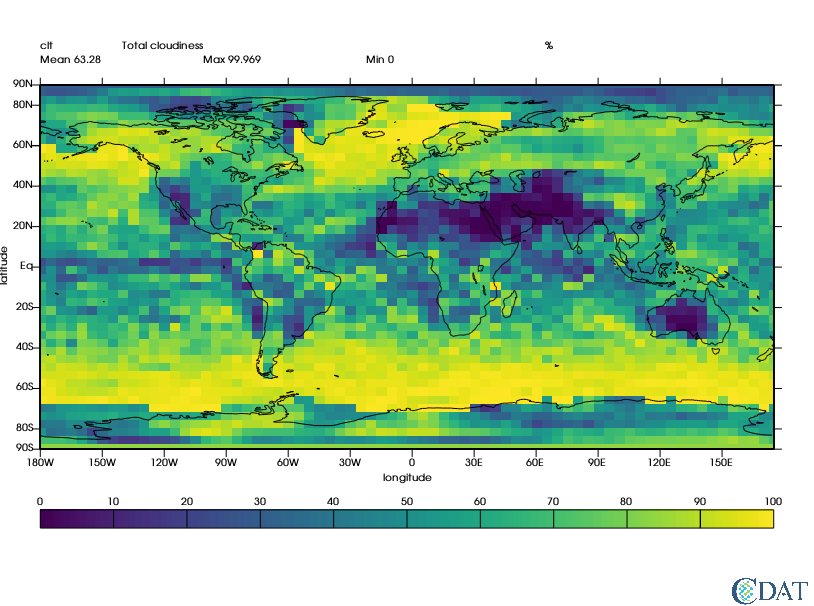 clt Total cloudiness %
Mean 63.28 Max 99.969 Min 0
90N
80N
60N
40N
20N
Eq
20S
40S
60S
80S
90S
latitude
180W 150W 120W 90W 60W 30W 0 30E 60E 90E 120E 150E
longitude
0 10 20 30 40 50 60 70 80 90 100
CDAT